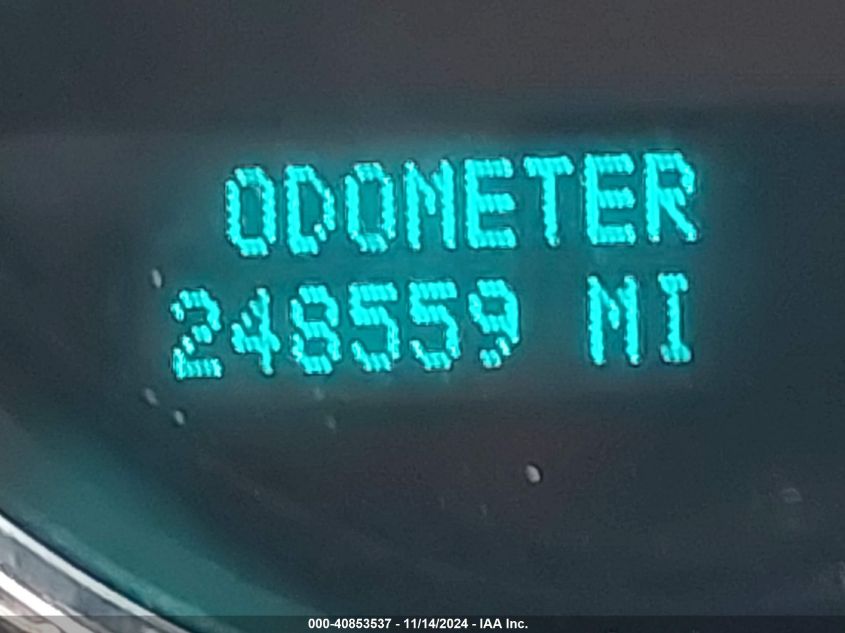 ODOMETER
248559 MI
000-40853537 - 11/14/2024 - IAA Inc.